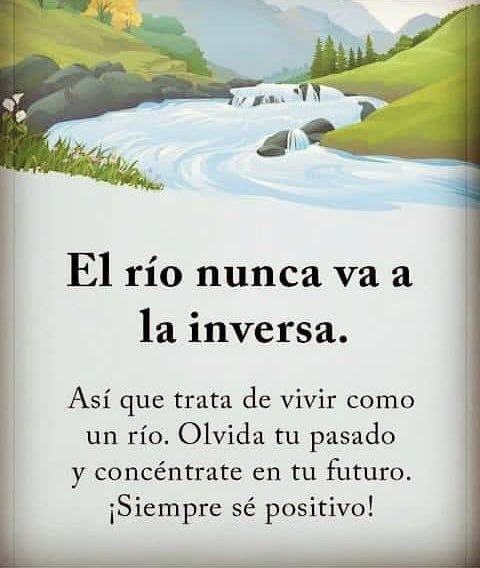 El río nunca va a
la inversa.
Así que trata de vivir como
un río. Olvida tu pasado
y concéntrate en tu futuro.
¡Siempre sé positivo!